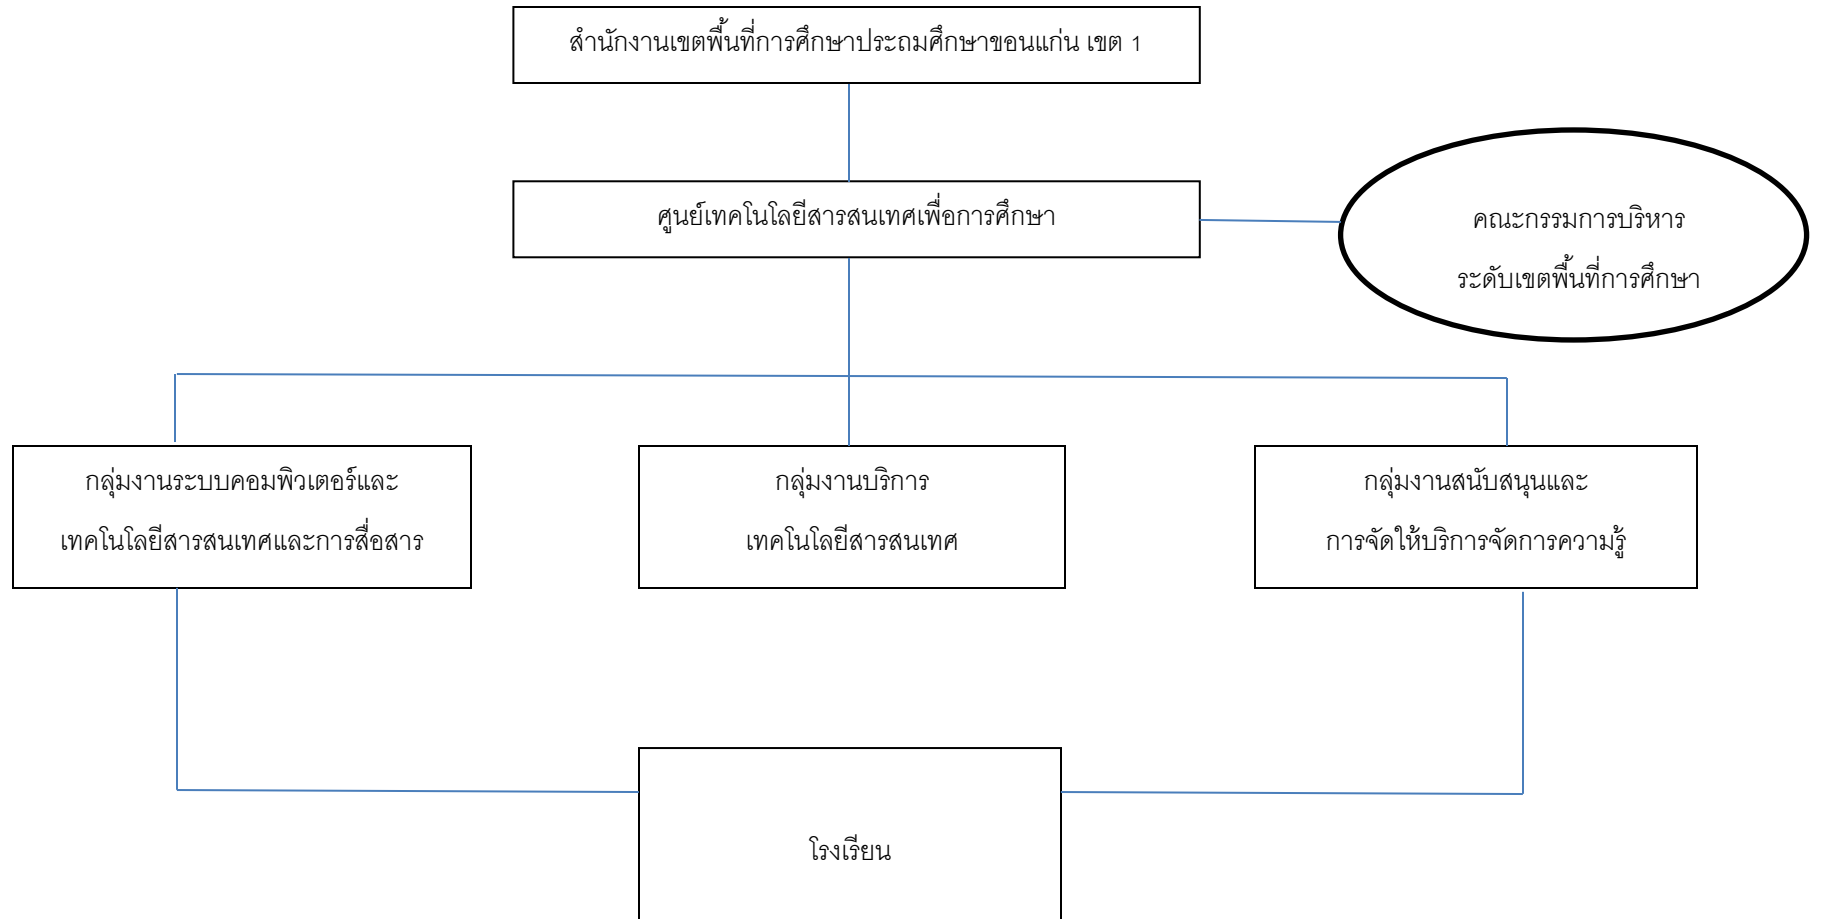 สำนักงานเขตพื้นที่การศึกษาประถมศึกษาขอนแก่น เขต 1
ศูนย์เทคโนโลยีสารสนเทศเพื่อการศึกษา
คณะกรรมการบริหาร
ระดับเขตพื้นที่การศึกษา
กลุ่มงานระบบคอมพิวเตอร์และ
เทคโนโลยีสารสนเทศและการสื่อสาร
กลุ่มงานบริการ
เทคโนโลยีสารสนเทศ
กลุ่มงานสนับสนุนและ
การจัดให้บริการจัดการความรู้
โรงเรียน